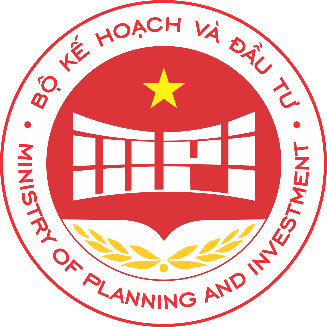 BỘ KẾ HOẠCH VÀ ĐẦU TƯ
MINISTRY OF PLANNING AND INVESTMENT